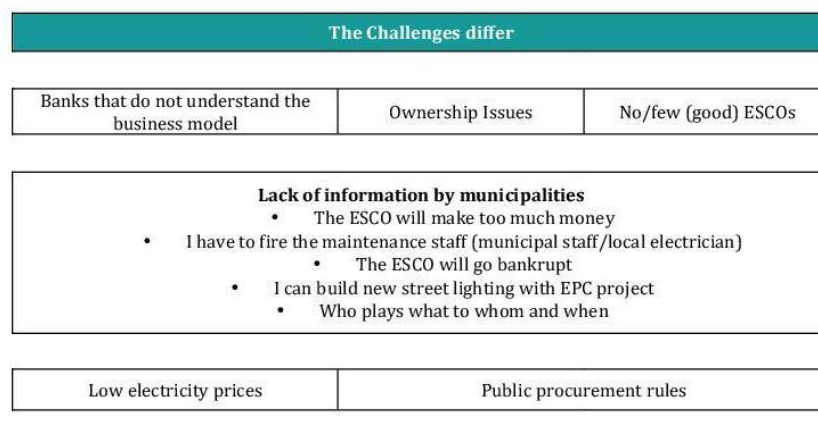 The Challenges differ
Banks that do not understand the
business model
Ownership Issues
No/few (good) ESCOs
Lack of information by municipalities
• The ESCO will make too much money
• I have to fire the maintenance staff (municipal staff/local electrician)
• The ESCO will go bankrupt
• I can build new street lighting with EPC project
• Who plays what to whom and when
Low electricity prices
Public procurement rules